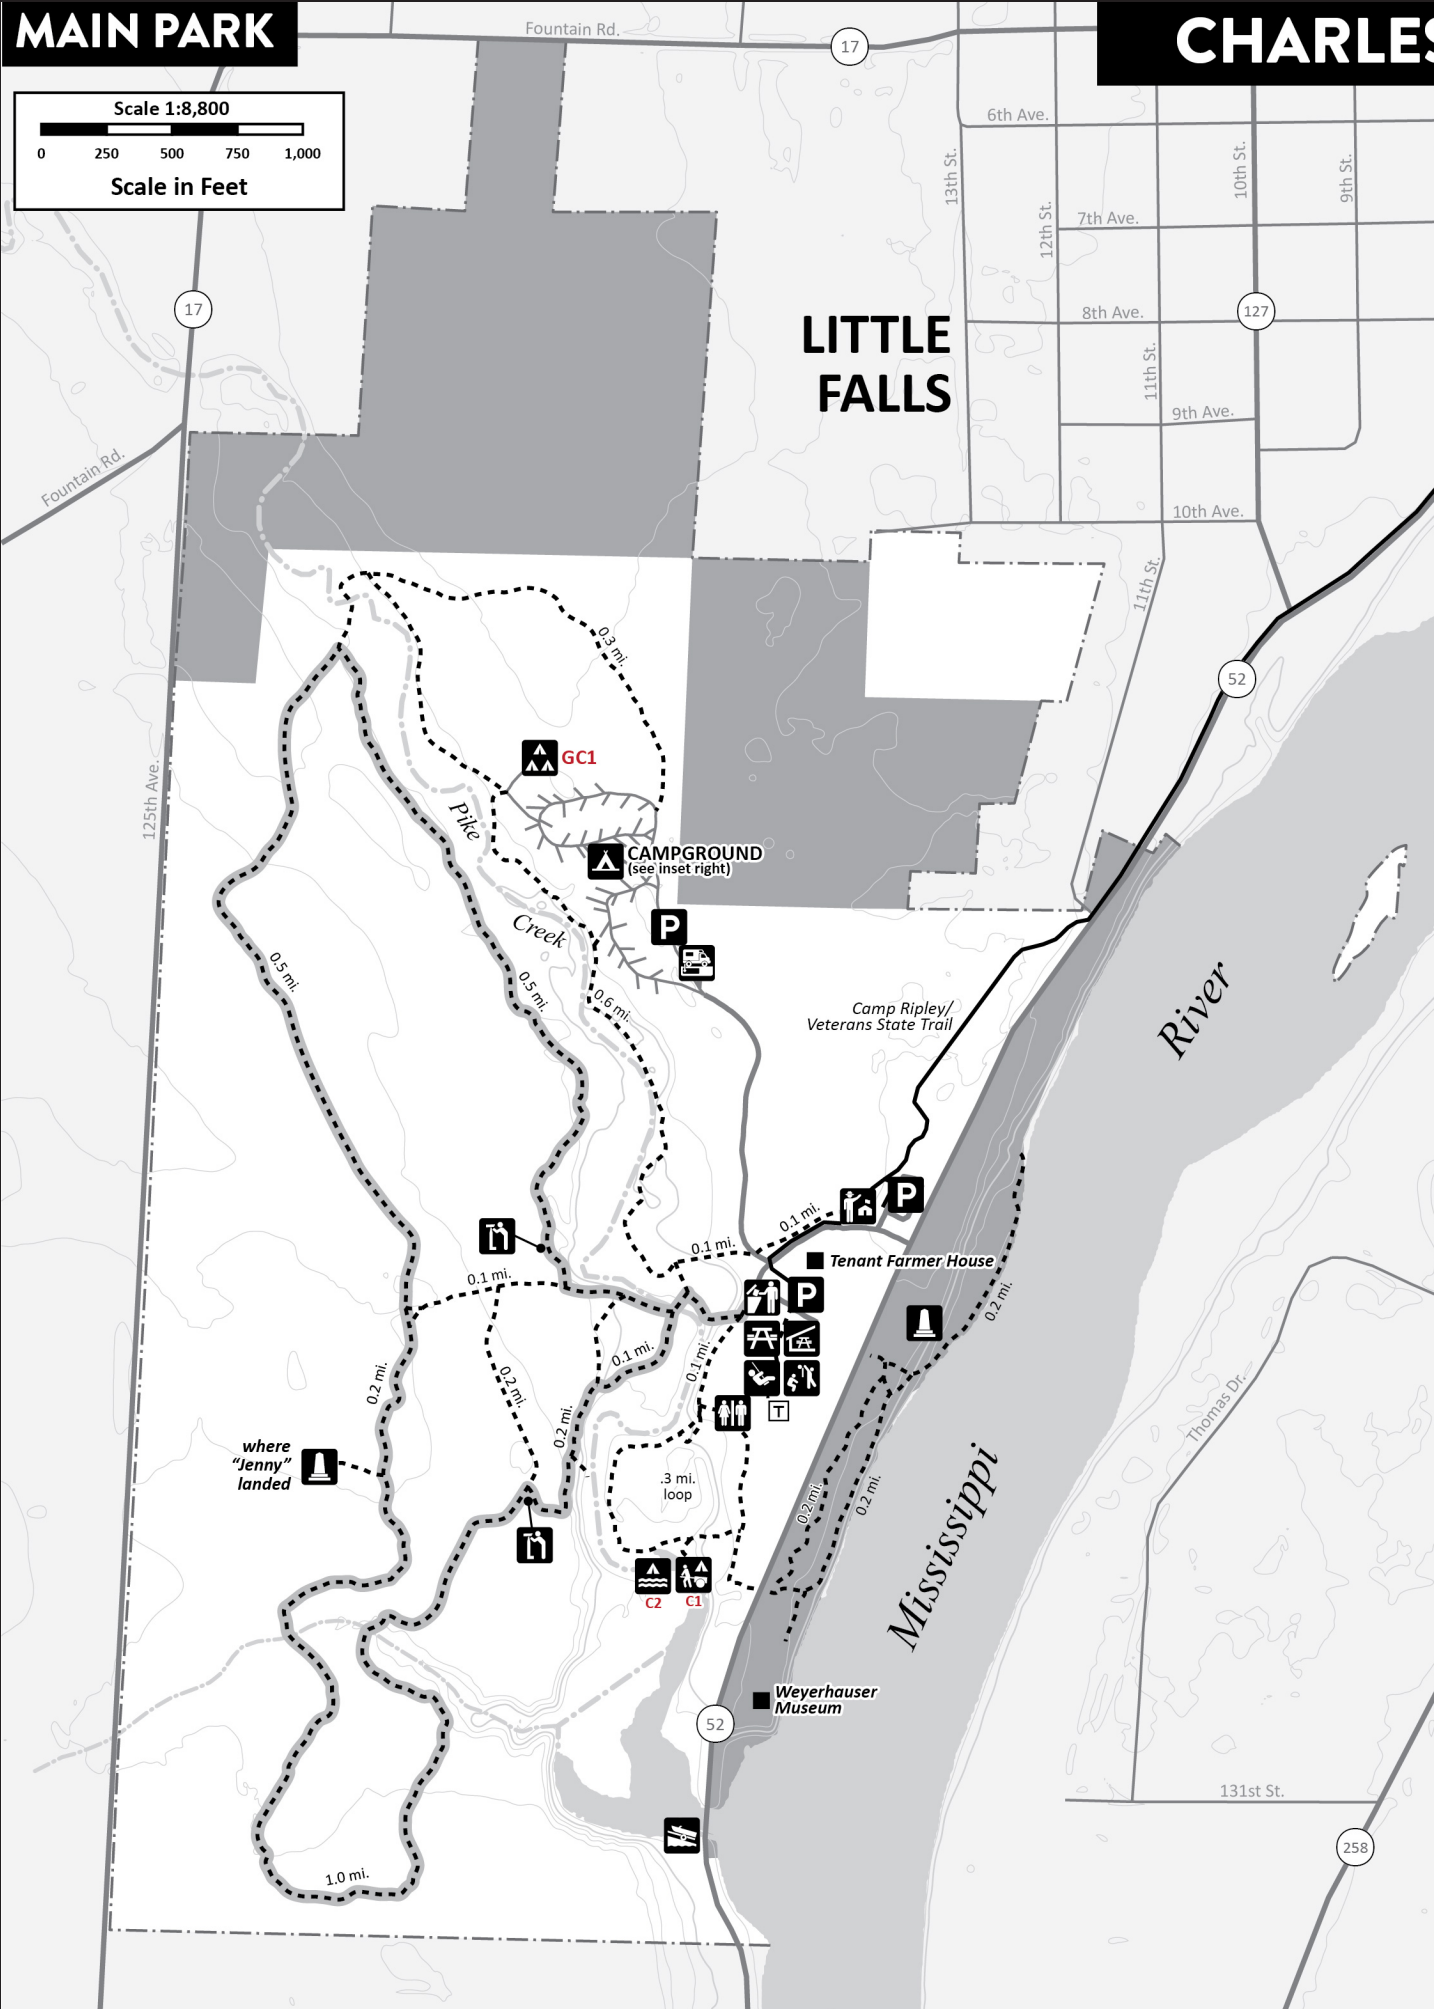 MAIN PARK
CHARLES
Fountain Rd.
17
Scale 1:8,800
0 250 500 750 1,000
Scale in Feet
6th Ave.
13th St.
12th St.
10th St.
9th St.
7th Ave.
17
LITTLE
FALLS
8th Ave.
127
11th St.
9th Ave.
Fountain Rd.
10th Ave.
11th St.
0.3 mi.
52
GC1
125th Ave.
Pike
CAMPGROUND
(see inset right)
P
Creek
0.5 mi.
0.5 mi.
0.6 mi.
Camp Ripley/
Veterans State Trail
River
P
0.1 mi.
0.1 mi.
Tenant Farmer House
0.1 mi.
P
0.2 mi.
0.1 mi.
0.1 mi.
0.2 mi.
0.2 mi.
0.2 mi.
T
Thomas Dr.
where
"Jenny"
landed
.3 mi.
loop
0.2 mi.
0.2 mi.
Mississippi
C2
C1
Weyerhauser
Museum
52
131st St.
258
1.0 mi.